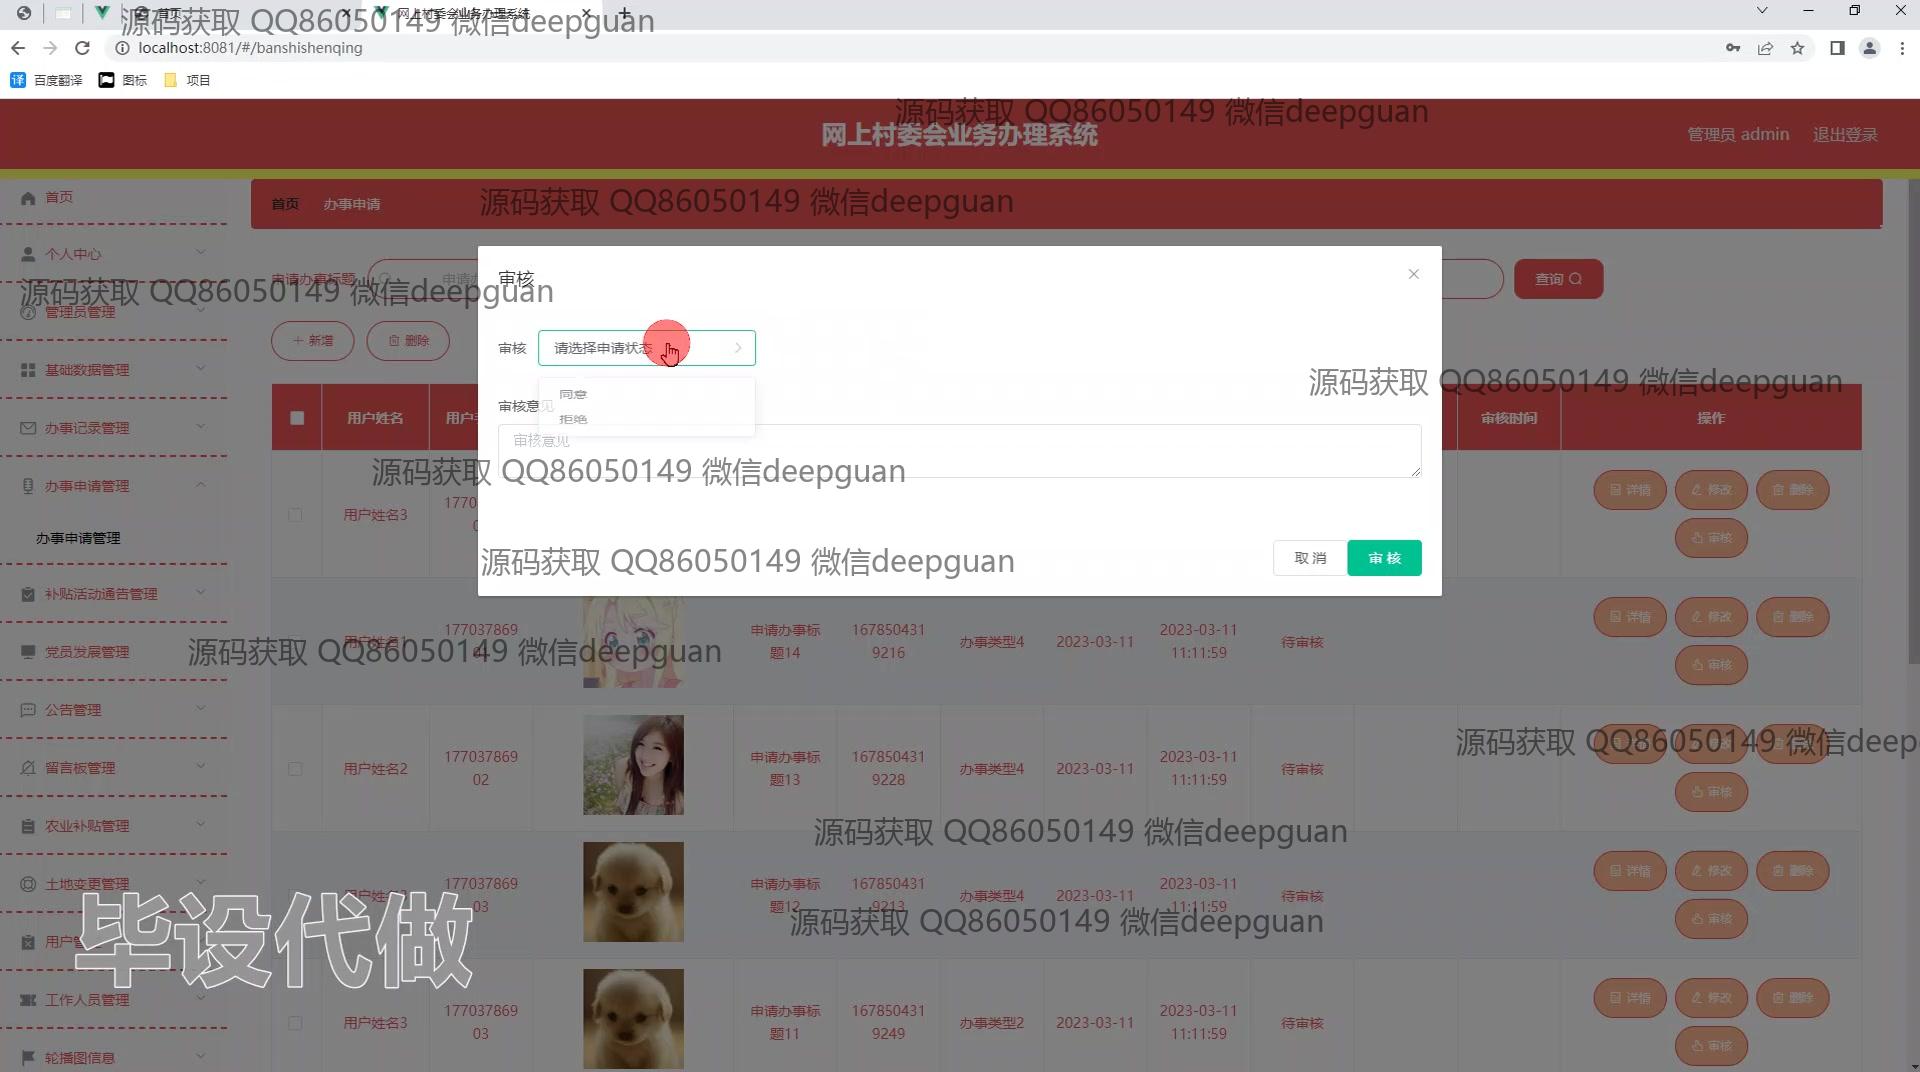 首页
网上村委会业务办理系统
源码获取 QQ86050149 微信deepguan
localhost:8081/#/banshishenqing
百度翻译 图标 项目
源码获取 QQ86050149 微信deepguan
网上村委会业务办理系统
管理员 admin 退出登录
首页
首页 办事申请
源码获取 QQ86050149 微信deepguan
个人中心
申请办事标题
查询
审核
源码获取 QQ86050149 微信deepguan
管理员管理
新增 删除
审核 请选择申请状态
同意
拒绝
审核意见
审核意见
基础数据管理
源码获取 QQ86050149 微信deepguan
用户姓名 审核时间 操作
办事记录管理
源码获取 QQ86050149 微信deepguan
办事申请管理
办事申请管理
用户姓名3 详情 修改 删除
审核
源码获取 QQ86050149 微信deepguan
取消 审核
补贴活动通告管理
党员发展管理
源码获取 QQ86050149 微信deepguan
用户姓名1 177037869 申请办事标题14 1678504319216 办事类型4 2023-03-11 2023-03-11 11:11:59 待审核 详情 修改 删除
审核
公告管理
留言板管理
用户姓名2 17703786902 申请办事标题13 1678504319228 办事类型4 2023-03-11 2023-03-11 11:11:59 待审核
源码获取 QQ86050149 微信deep
审核
农业补贴管理
源码获取 QQ86050149 微信deepguan
土地变更管理
17703786903 申请办事标题12 1678504319213 办事类型4 2023-03-11 2023-03-11 11:11:59 待审核 详情 修改 删除
审核
源码获取 QQ86050149 微信deepguan
毕设代做
工作人员管理
轮播图信息
用户姓名3 17703786903 申请办事标题11 1678504319249 办事类型2 2023-03-11 2023-03-11 11:11:59 待审核 详情 修改 删除
审核